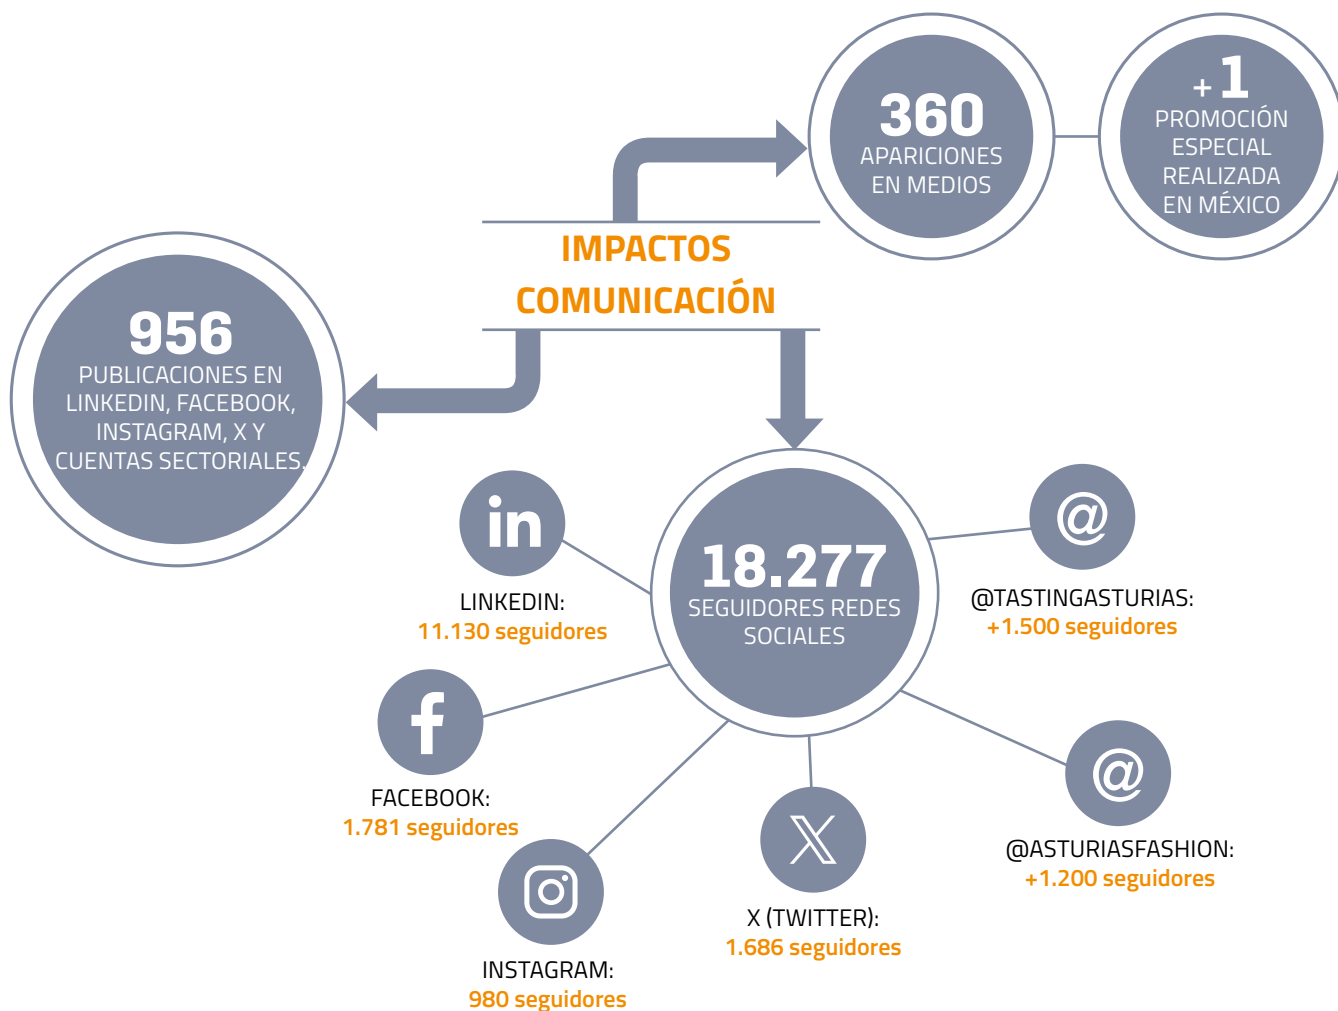 360
APARICIONES
EN MEDIOS
+1
PROMOCIÓN
ESPECIAL
REALIZADA
EN MÉXICO
IMPACTOS
COMUNICACIÓN
956
PUBLICACIONES EN
LINKEDIN, FACEBOOK,
INSTAGRAM, X Y
CUENTAS SECTORIALES.
18.277
SEGUIDORES REDES
SOCIALES
in
LINKEDIN:
11.130 seguidores
@
@TASTINGASTURIAS:
+1.500 seguidores
f
FACEBOOK:
1.781 seguidores
@
@ASTURIASFASHION:
+1.200 seguidores
X
X (TWITTER):
1.686 seguidores
INSTAGRAM:
980 seguidores